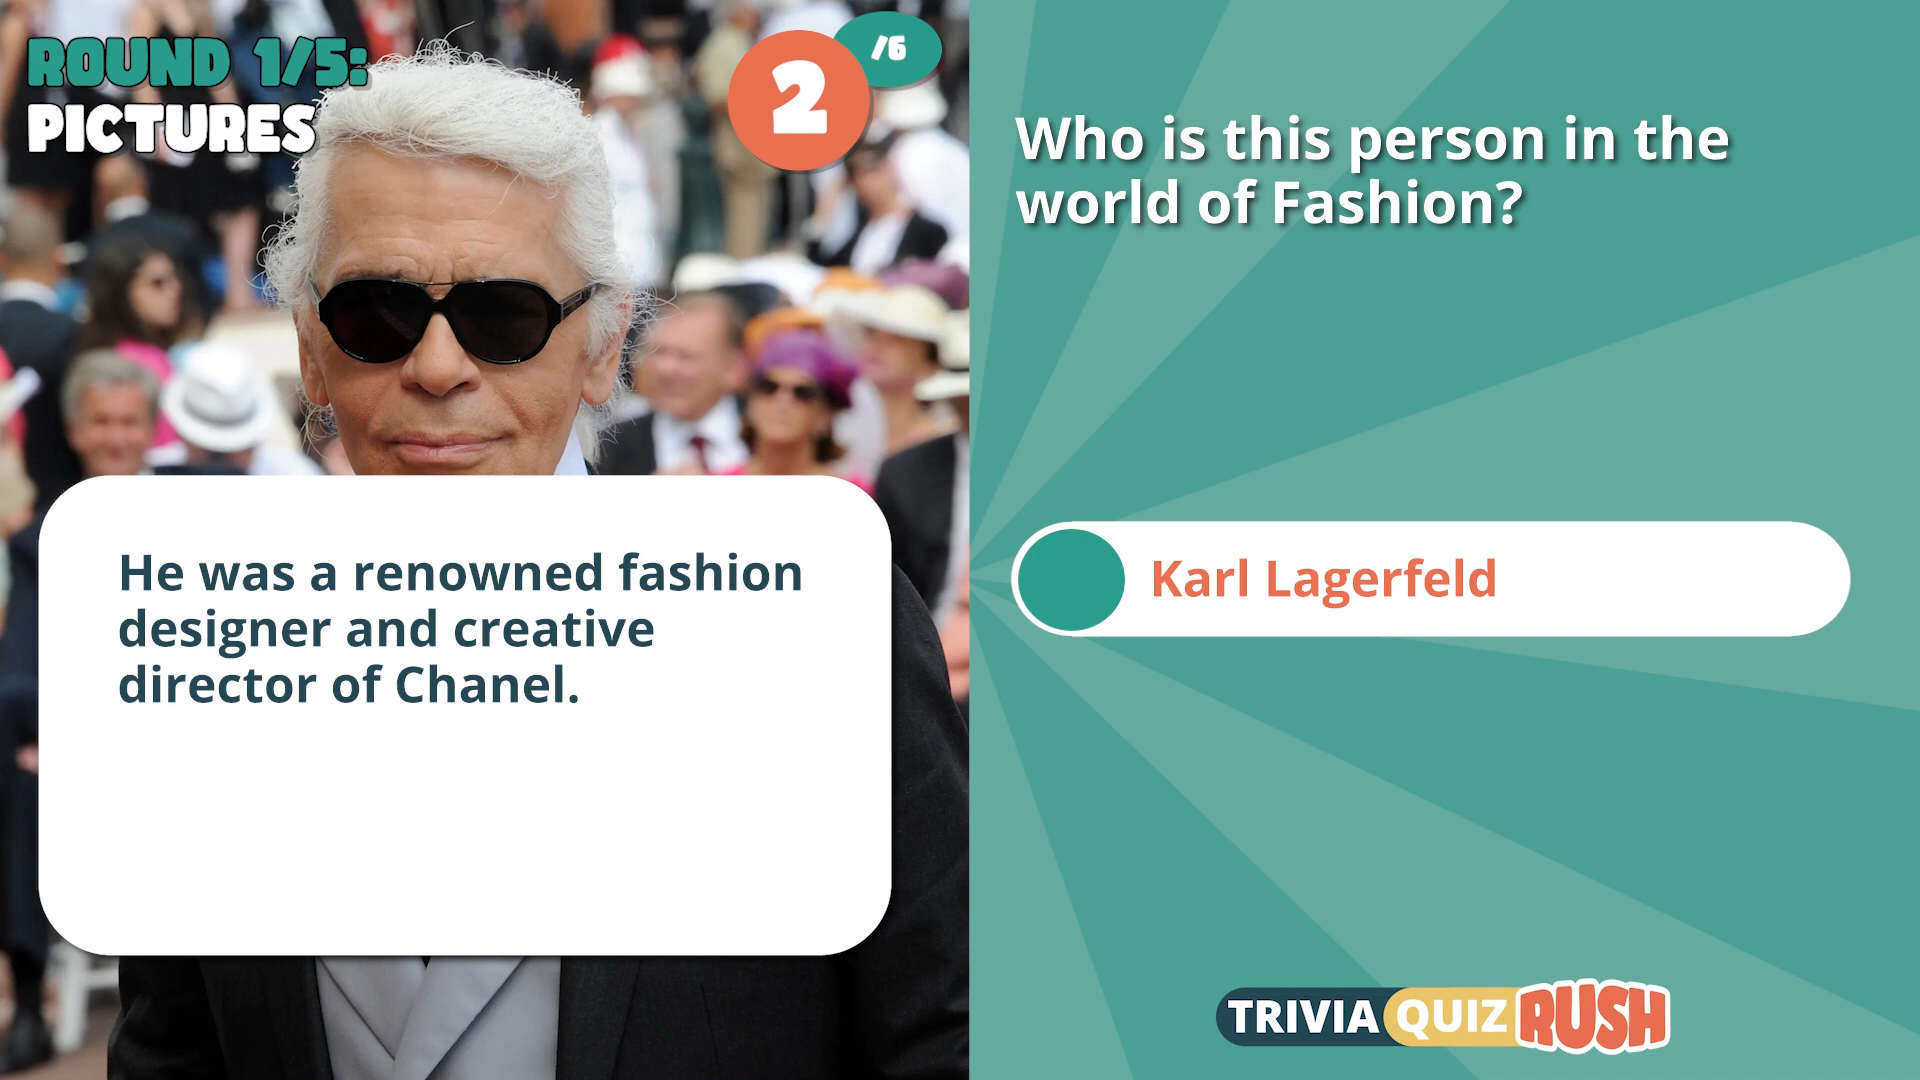 ROUND 1/5:
PICTURES
2
/6
Who is this person in the
world of Fashion?
He was a renowned fashion
designer and creative
director of Chanel.
Karl Lagerfeld
TRIVIA QUIZ RUSH